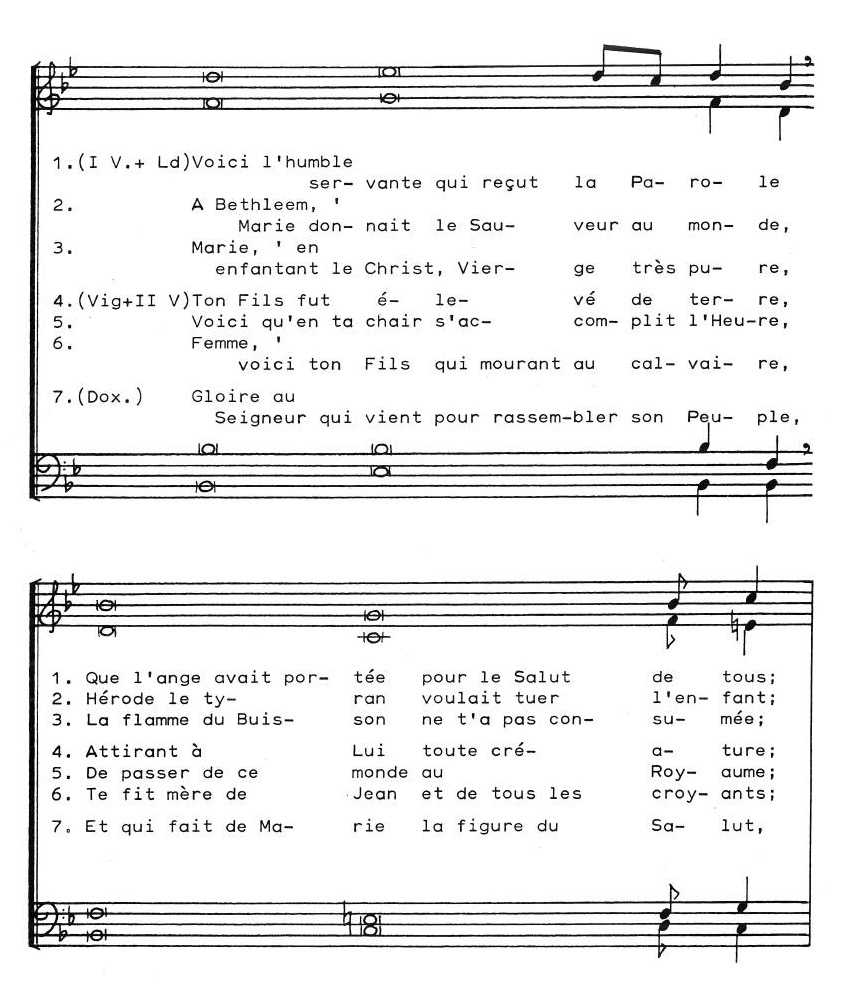 1.(I V.+ Ld)Voici l'humble
ser- vante qui reçut la Pa- ro- le
2. A Bethleem, '
Marie don- nait le Sau- veur au mon- de,
3. Marie, ' en
enfantant le Christ, Vier- ge très pu- re,
4.(Vig+II V)Ton Fils fut é- le- vé de ter- re,
5. Voici qu'en ta chair s'ac- com- plit l'Heu-re,
6. Femme, '
voici ton Fils qui mourant au cal- vai- re,
7.(Dox.) Gloire au
Seigneur qui vient pour rassem-bler son Peu- ple,
1. Que l'ange avait por- tée pour le Salut de tous;
2. Hérode le ty- ran voulait tuer l'en- fant;
3. La flamme du Buis- son ne t'a pas con- su- mée;
4. Attirant à Lui toute cré- a- ture;
5. De passer de ce monde au Roy- aume;
6. Te fit mère de Jean et de tous les croy- ants;
7. Et qui fait de Ma- rie la figure du Sa- lut,